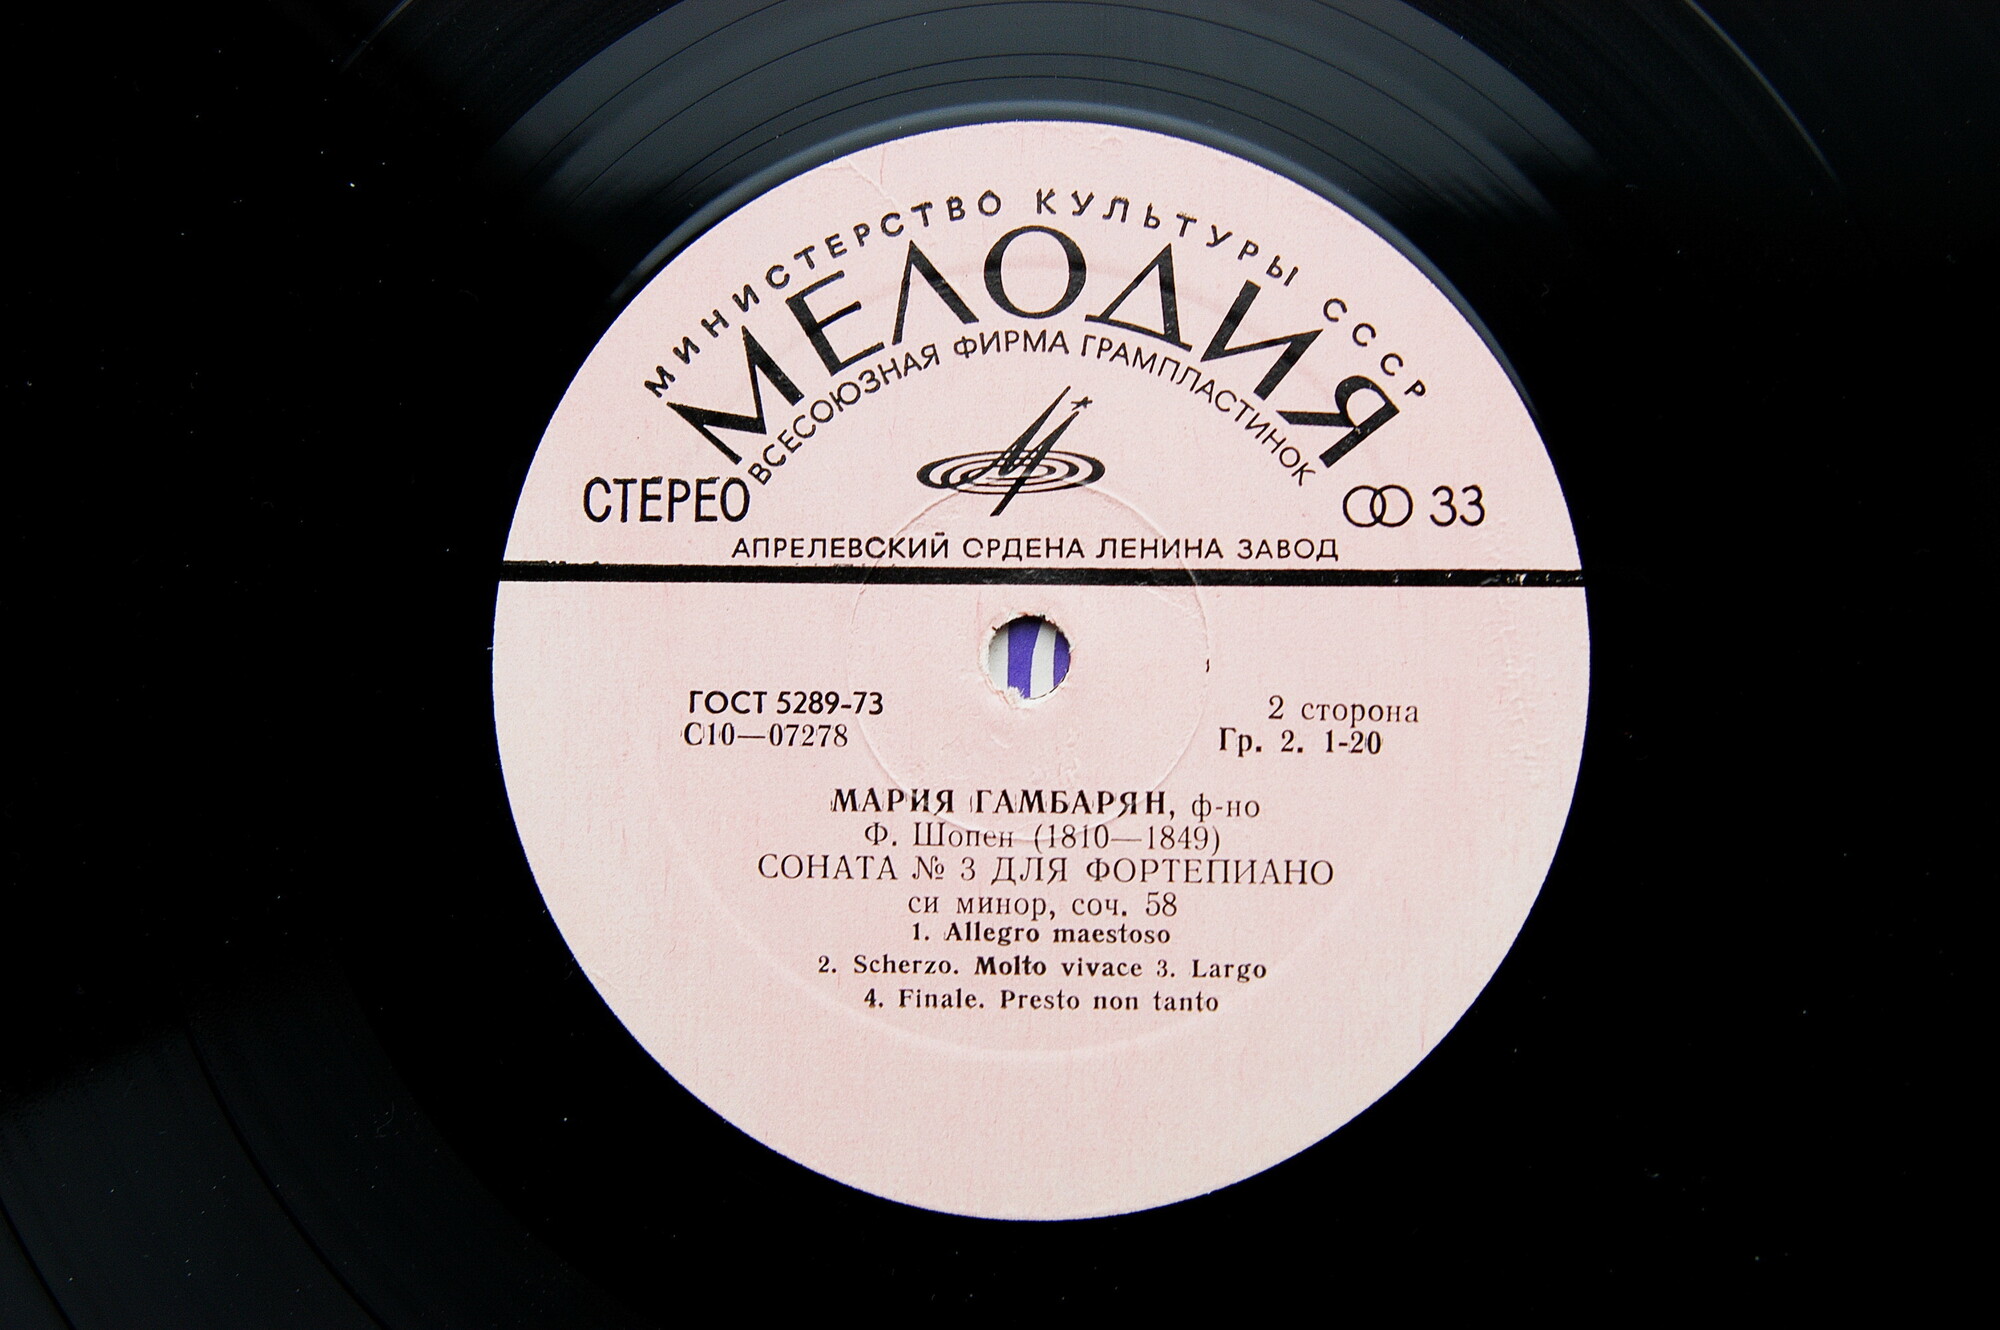 МИНИСТЕРСТВО КУЛЬТУРЫ СССР
МЕЛОДИЯ
ВСЕСОЮЗНАЯ ФИРМА ГРАМПЛАСТИНОК
СТЕРЕО
33
АПРЕЛЕВСКИЙ ОРДЕНА ЛЕНИНА ЗАВОД
ГОСТ 5289-73
С10—07278
2 сторона
Гр. 2. 1-20
МАРИЯ ГАМБАРЯН, ф-но
Ф. Шопен (1810—1849)
СОНАТА № 3 ДЛЯ ФОРТЕПИАНО
си минор, соч. 58
1. Allegro maestoso
2. Scherzo. Molto vivace 3. Largo
4. Finale. Presto non tanto